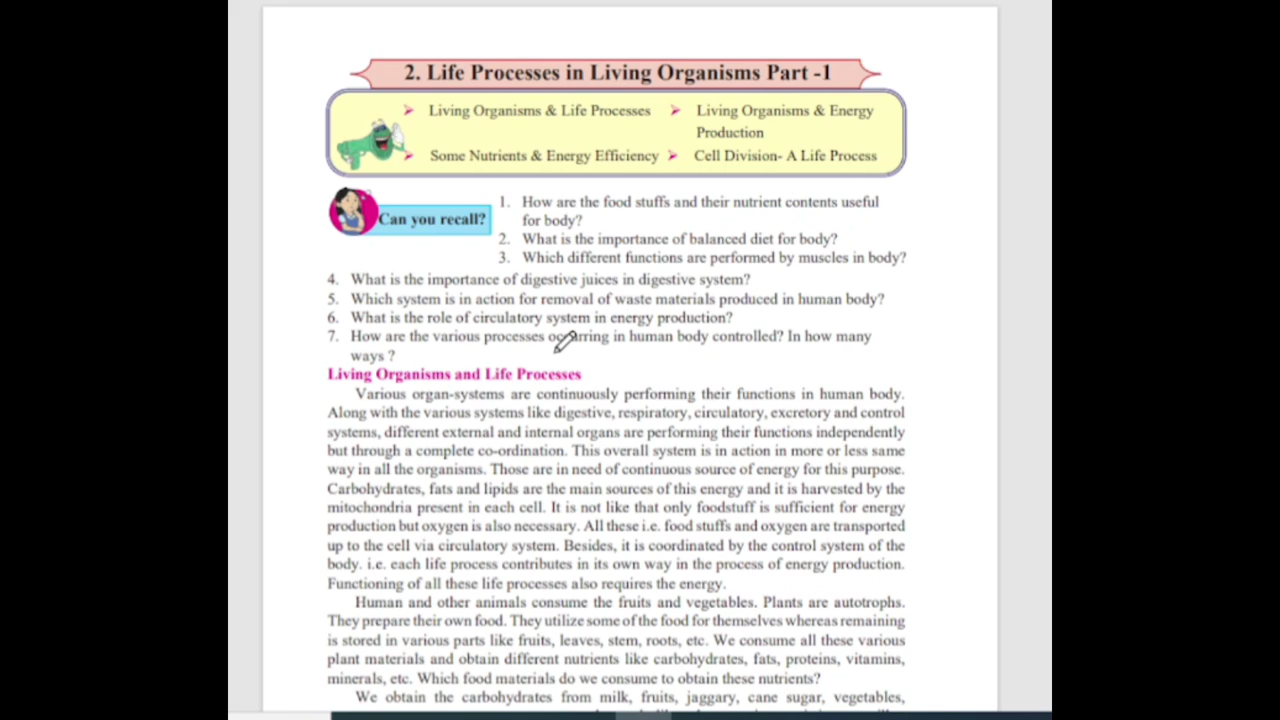 2. Life Processes in Living Organisms Part -1
Living Organisms & Life Processes
Living Organisms & Energy
Production
Some Nutrients & Energy Efficiency
Cell Division- A Life Process
Can you recall?
1. How are the food stuffs and their nutrient contents useful
for body?
2. What is the importance of balanced diet for body?
3. Which different functions are performed by muscles in body?
4. What is the importance of digestive juices in digestive system?
5. Which system is in action for removal of waste materials produced in human body?
6. What is the role of circulatory system in energy production?
7. How are the various processes occurring in human body controlled? In how many
ways ?
Living Organisms and Life Processes
Various organ-systems are continuously performing their functions in human body.
Along with the various systems like digestive, respiratory, circulatory, excretory and control
systems, different external and internal organs are performing their functions independently
but through a complete co-ordination. This overall system is in action in more or less same
way in all the organisms. Those are in need of continuous source of energy for this purpose.
Carbohydrates, fats and lipids are the main sources of this energy and it is harvested by the
mitochondria present in each cell. It is not like that only foodstuff is sufficient for energy
production but oxygen is also necessary. All these i.e. food stuffs and oxygen are transported
up to the cell via circulatory system. Besides, it is coordinated by the control system of the
body. i.e. each life process contributes in its own way in the process of energy production.
Functioning of all these life processes also requires the energy.
Human and other animals consume the fruits and vegetables. Plants are autotrophs.
They prepare their own food. They utilize some of the food for themselves whereas remaining
is stored in various parts like fruits, leaves, stem, roots, etc. We consume all these various
plant materials and obtain different nutrients like carbohydrates, fats, proteins, vitamins,
minerals, etc. Which food materials do we consume to obtain these nutrients?
We obtain the carbohydrates from milk, fruits, jaggary, cane sugar, vegetables,